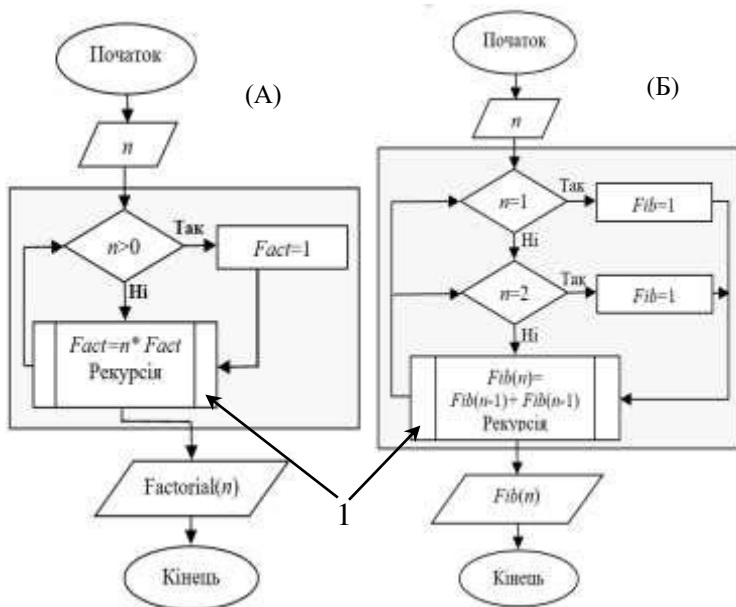 (А)
Початок
n
n>0
Так
Fact=1
Ні
Fact=n* Fact
Рекурсія
Factorial(n)
Кінець
1
(Б)
Початок
n
n=1
Так
Fib=1
Ні
n=2
Так
Fib=1
Ні
Fib(n)=
Fib(n-1)+ Fib(n-1)
Рекурсія
Fib(n)
Кінець